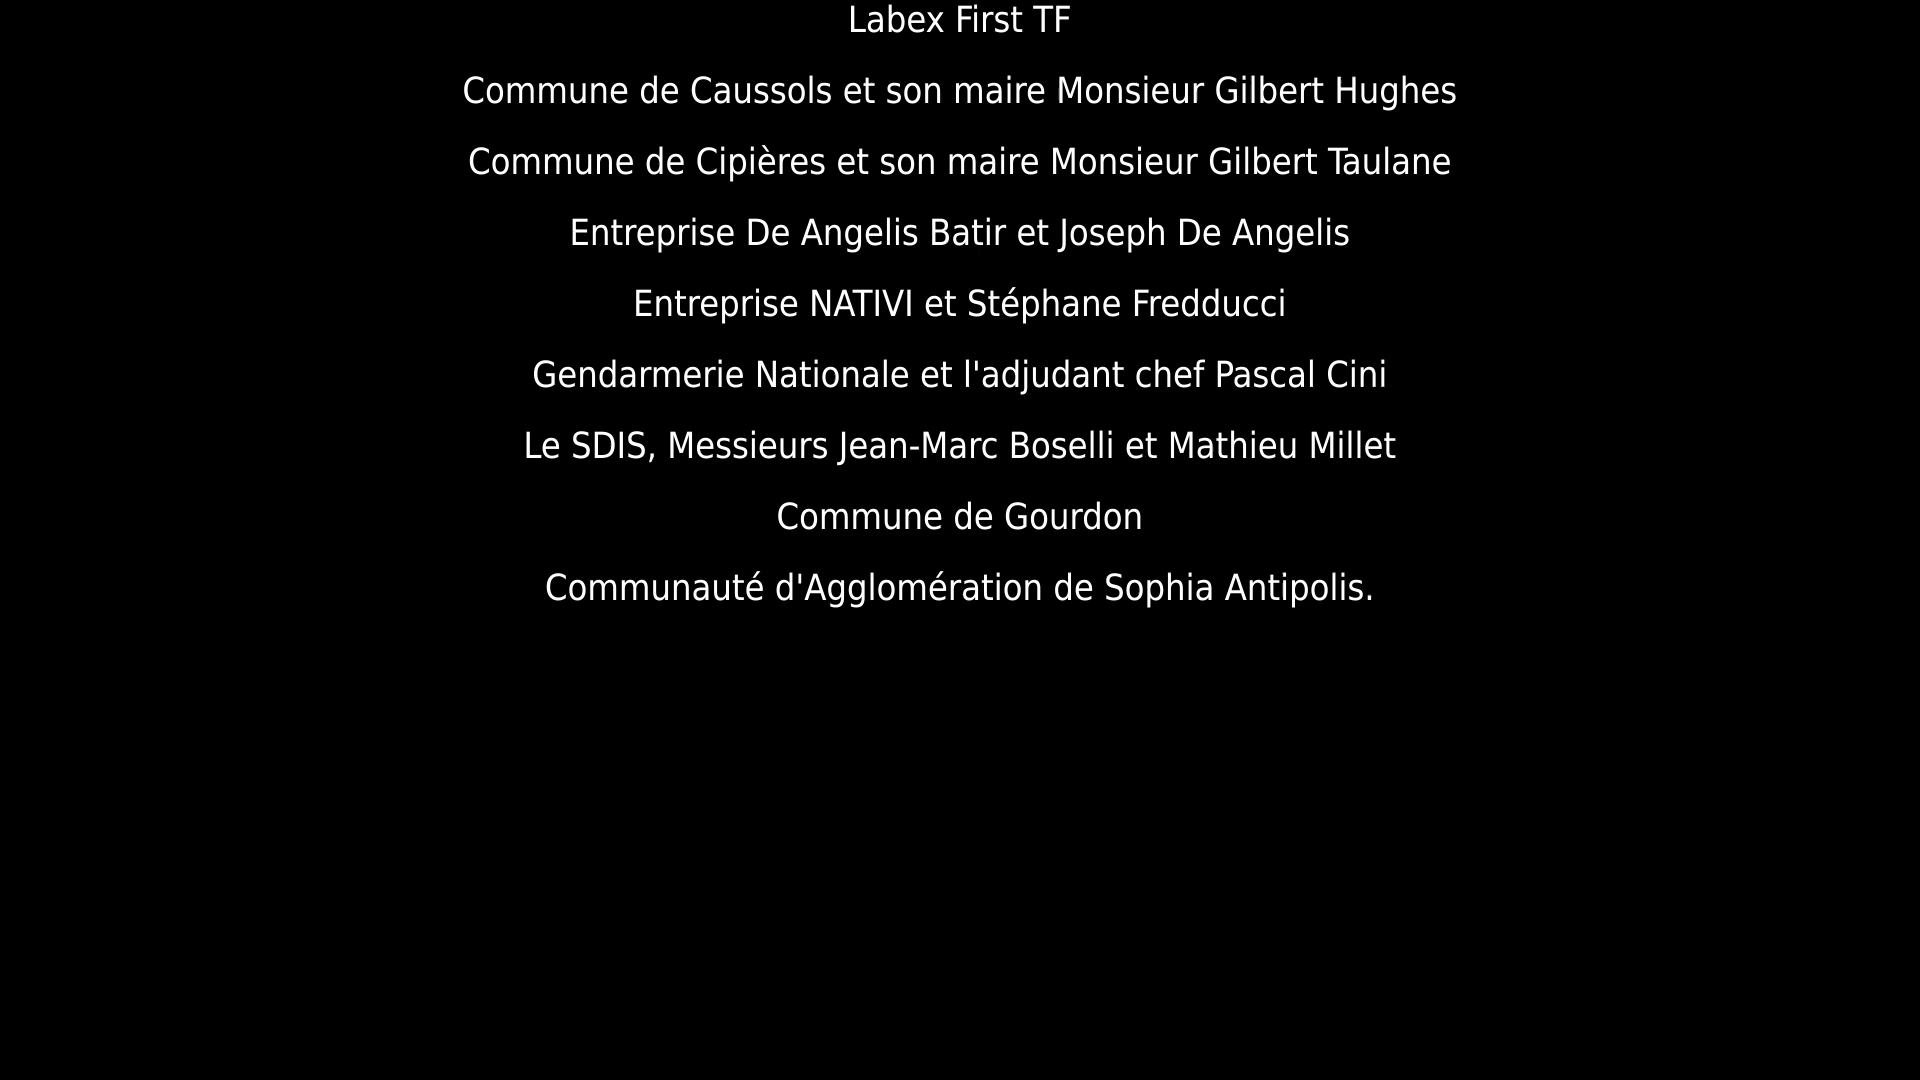 Labex First TF
Commune de Caussols et son maire Monsieur Gilbert Hughes
Commune de Cipières et son maire Monsieur Gilbert Taulane
Entreprise De Angelis Batir et Joseph De Angelis
Entreprise NATIVI et Stéphane Fredducci
Gendarmerie Nationale et l'adjudant chef Pascal Cini
Le SDIS, Messieurs Jean-Marc Boselli et Mathieu Millet
Commune de Gourdon
Communauté d'Agglomération de Sophia Antipolis.